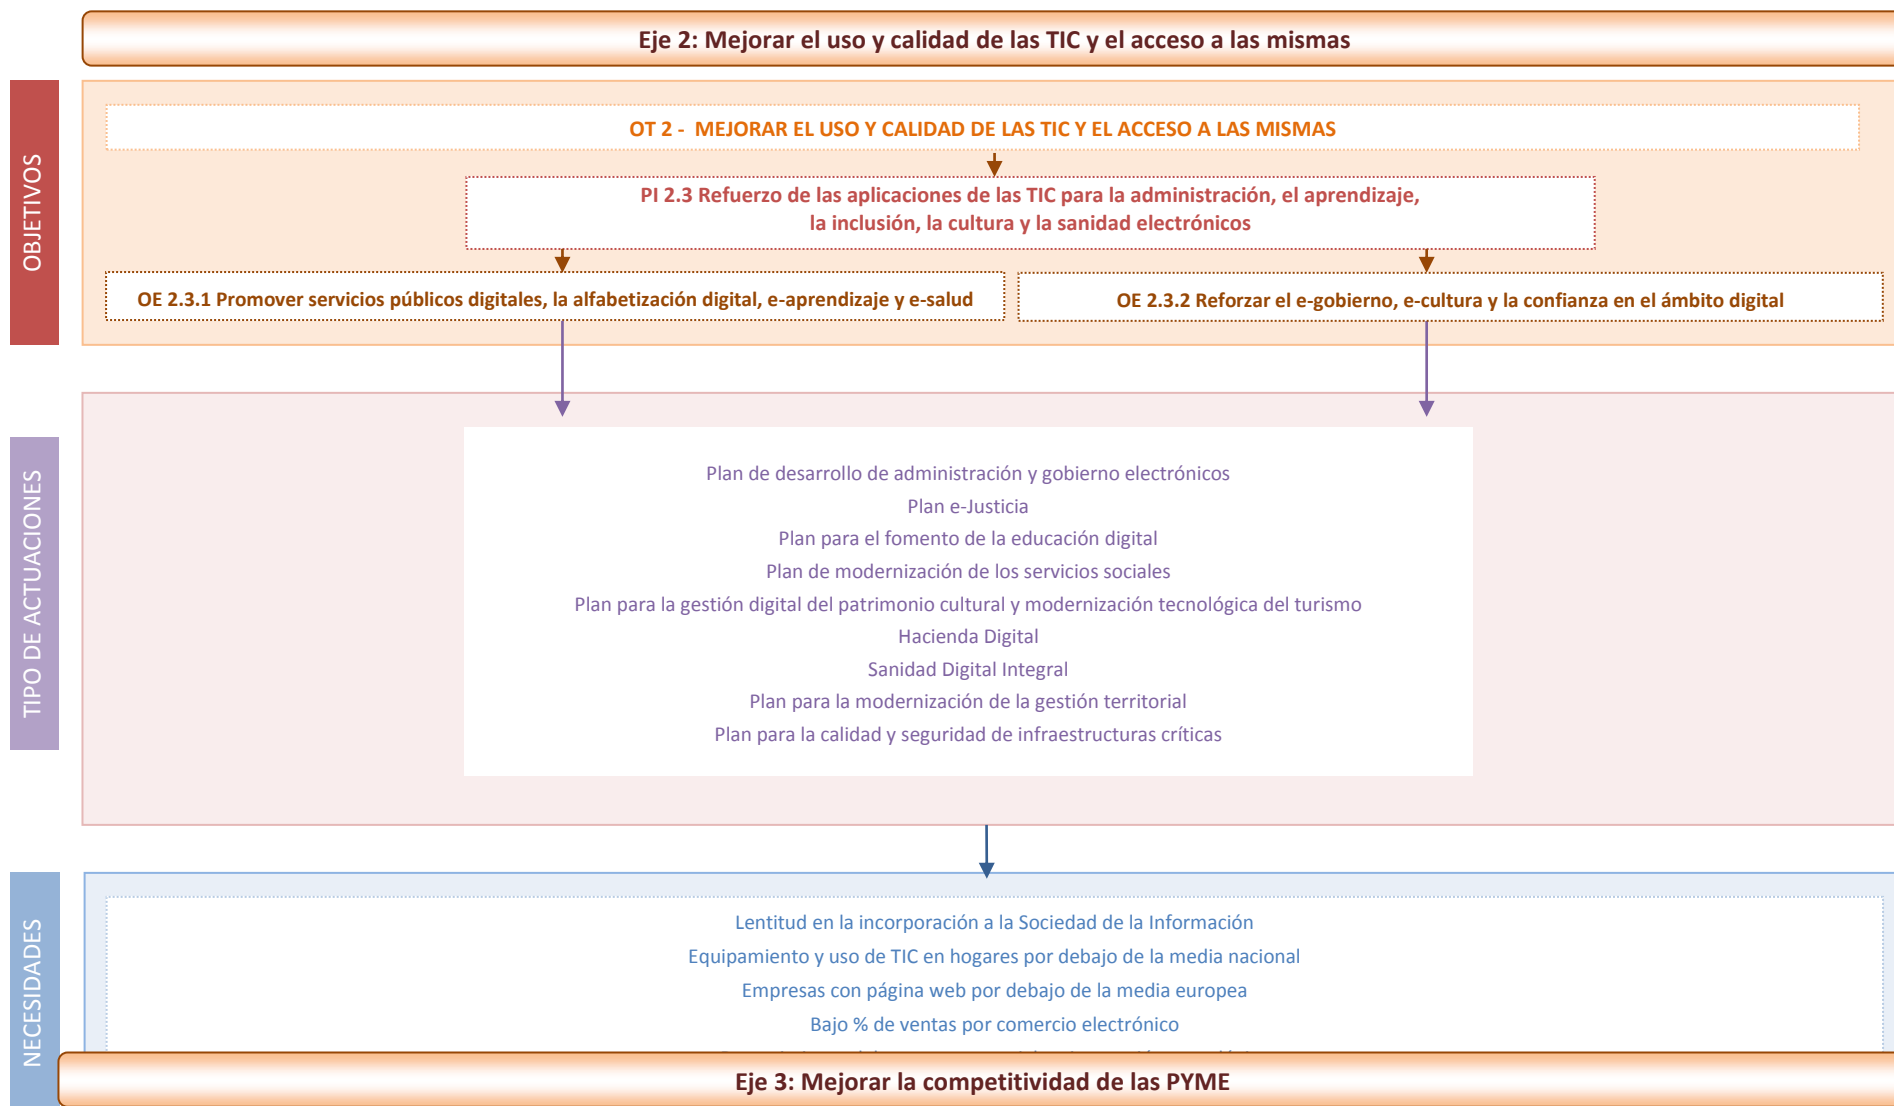 Eje 2: Mejorar el uso y calidad de las TIC y el acceso a las mismas
OBJETIVOS
OT 2 - MEJORAR EL USO Y CALIDAD DE LAS TIC Y EL ACCESO A LAS MISMAS
PI 2.3 Refuerzo de las aplicaciones de las TIC para la administración, el aprendizaje,
la inclusión, la cultura y la sanidad electrónicos
OE 2.3.1 Promover servicios públicos digitales, la alfabetización digital, e-aprendizaje y e-salud
OE 2.3.2 Reforzar el e-gobierno, e-cultura y la confianza en el ámbito digital
TIPO DE ACTUACIONES
Plan de desarrollo de administración y gobierno electrónicos
Plan e-Justicia
Plan para el fomento de la educación digital
Plan de modernización de los servicios sociales
Plan para la gestión digital del patrimonio cultural y modernización tecnológica del turismo
Hacienda Digital
Sanidad Digital Integral
Plan para la modernización de la gestión territorial
Plan para la calidad y seguridad de infraestructuras críticas
NECESIDADES
Lentitud en la incorporación a la Sociedad de la Información
Equipamiento y uso de TIC en hogares por debajo de la media nacional
Empresas con página web por debajo de la media europea
Bajo % de ventas por comercio electrónico
Eje 3: Mejorar la competitividad de las PYME